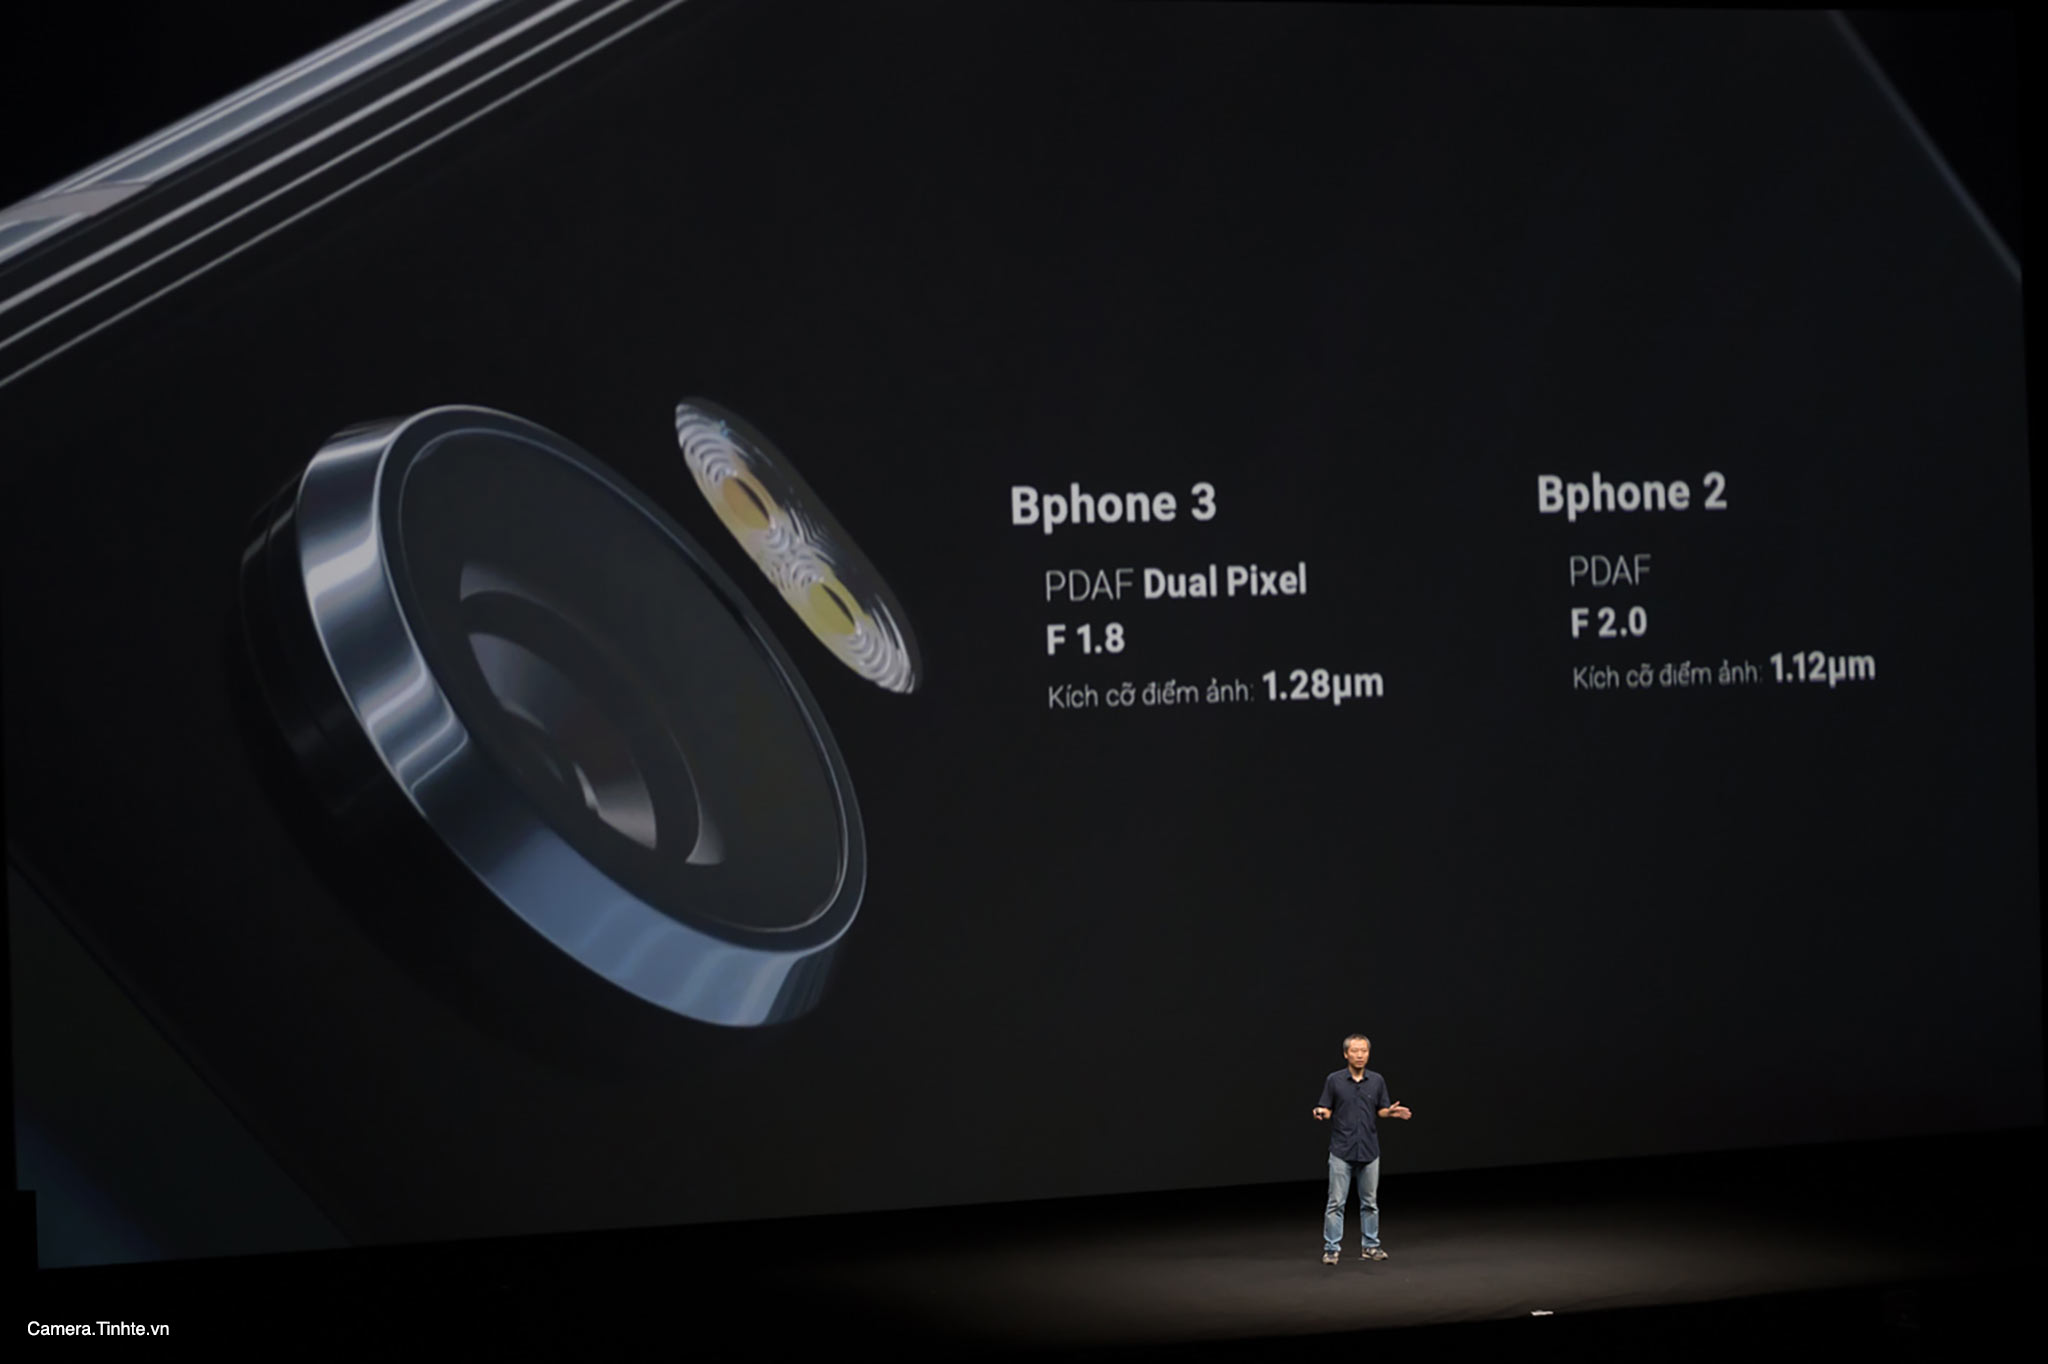 Bphone 3
PDAF Dual Pixel
F 1.8
Kích cỡ điểm ảnh: 1.28µm
Bphone 2
PDAF
F 2.0
Kích cỡ điểm ảnh: 1.12µm
Camera.Tinhte.vn